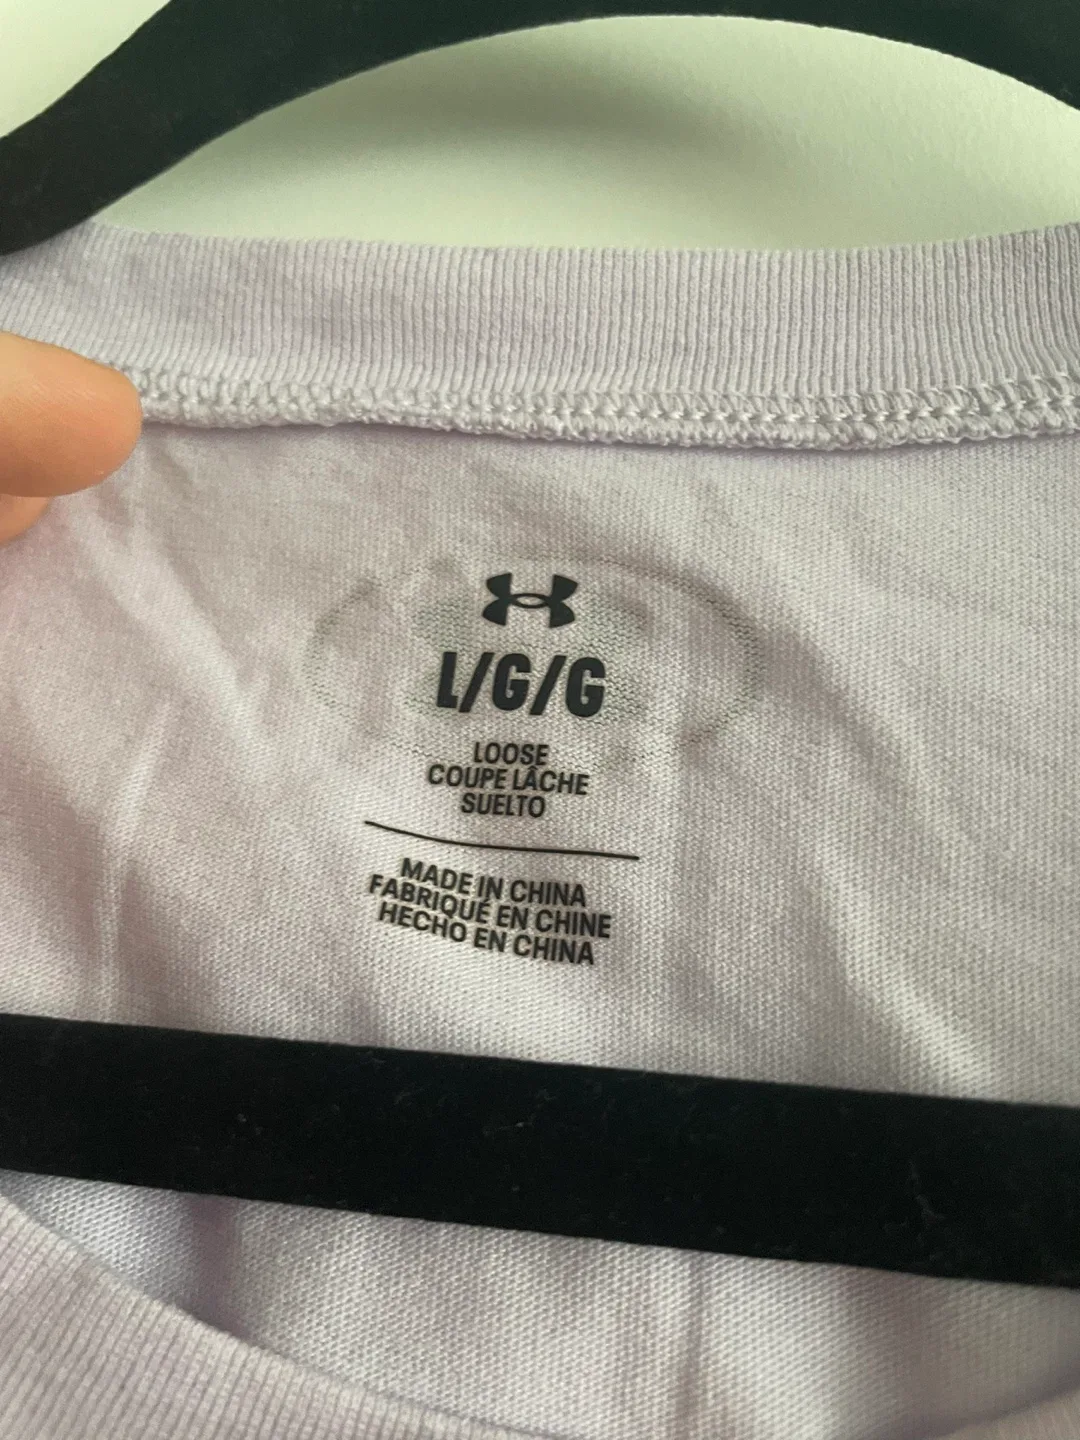 L/G/G
LOOSE
COUPE LÂCHE
SUELTO
MADE IN CHINA
FABRIQUÉ EN CHINE
HECHO EN CHINA